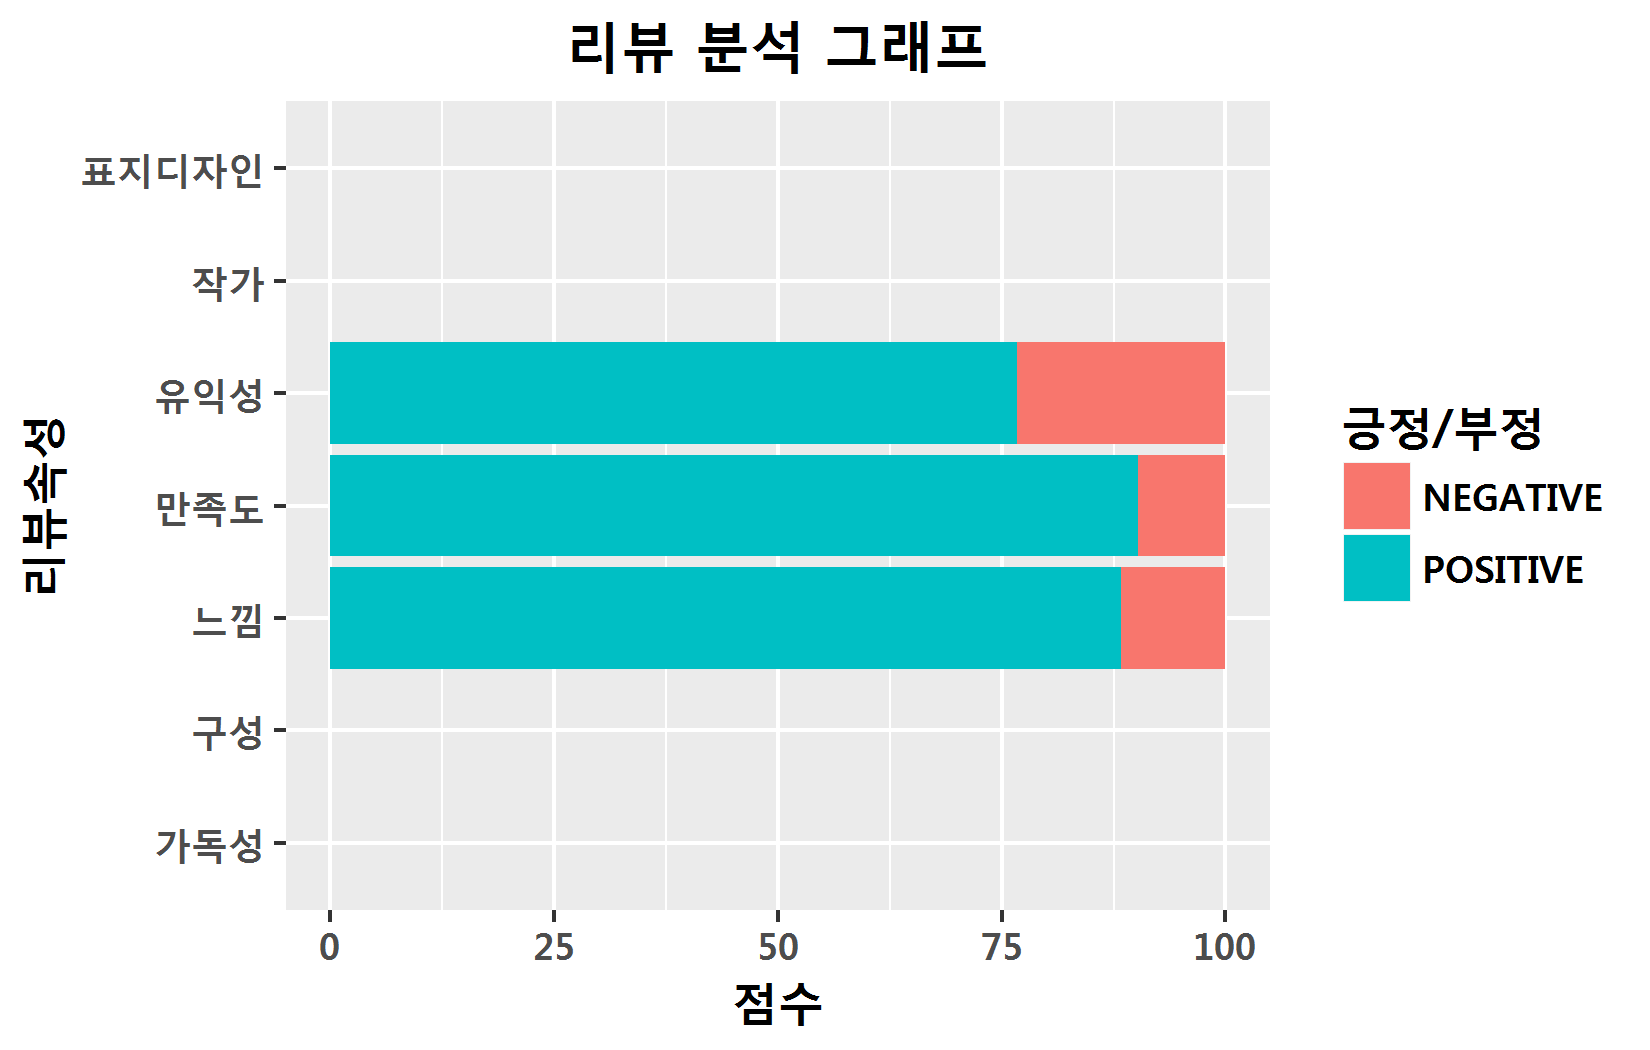 리뷰 분석 그래프
표지디자인
작가
유익성
만족도
느낌
구성
가독성
리뷰속성
0 25 50 75 100
점수
긍정/부정
NEGATIVE
POSITIVE